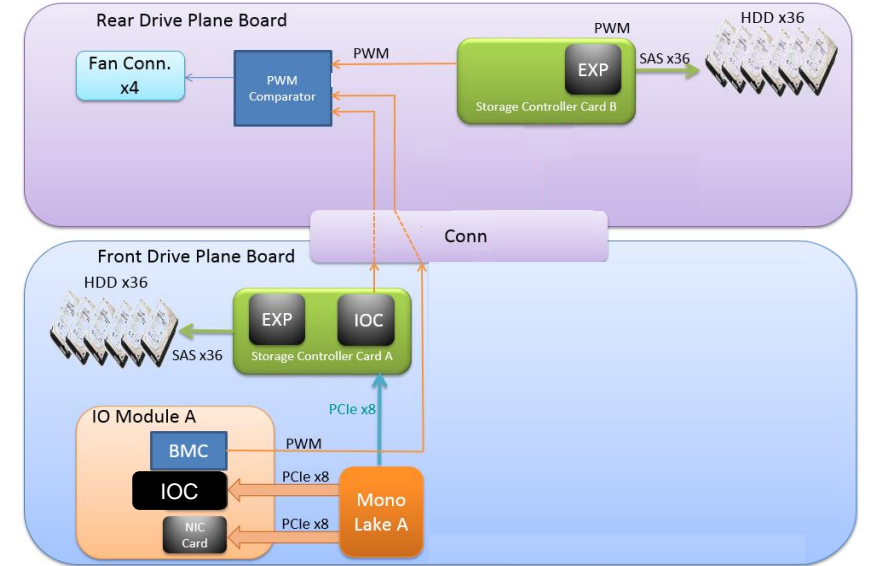 Rear Drive Plane Board
HDD x36
PWM
Fan Conn.
x4
PWM
PWM
Comparator
EXP
SAS x36
Storage Controller Card B
Conn
Front Drive Plane Board
HDD x36
EXP
IOC
SAS x36
Storage Controller Card A
PCIe x8
IO Module A
BMC
PWM
IOC
PCIe x8
Mono
Lake A
NIC
Card
PCIe x8